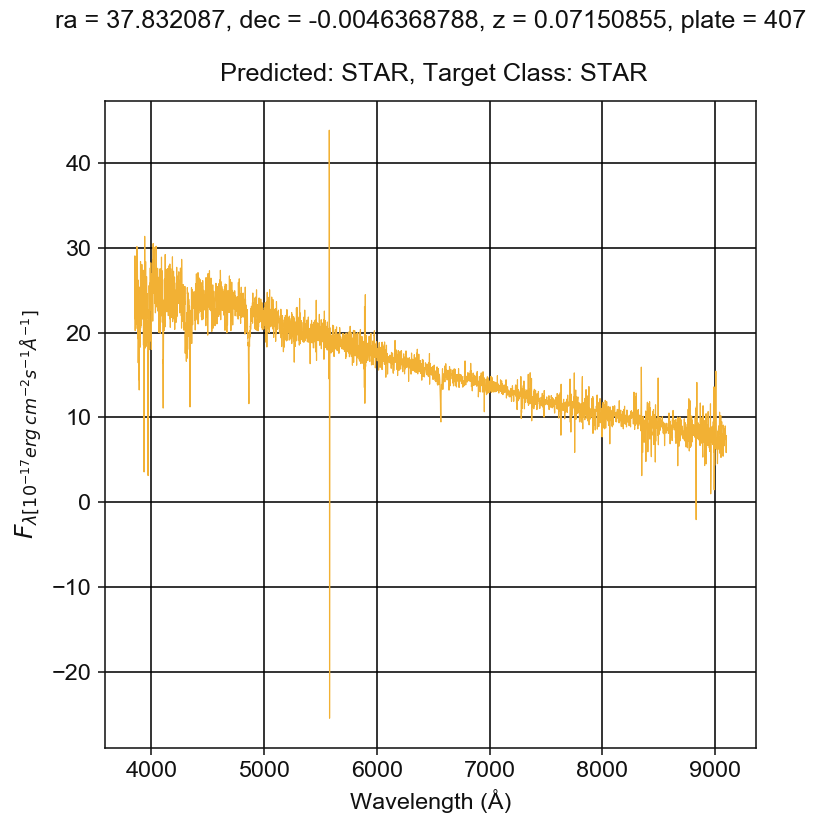 ra = 37.832087, dec = -0.0046368788, z = 0.07150855, plate = 407
Predicted: STAR, Target Class: STAR
40
30
20
10
0
−10
−20
F_{λ[10^{−17} erg cm^{−2} s^{−1} Å^{−1}]}
4000 5000 6000 7000 8000 9000
Wavelength (Å)